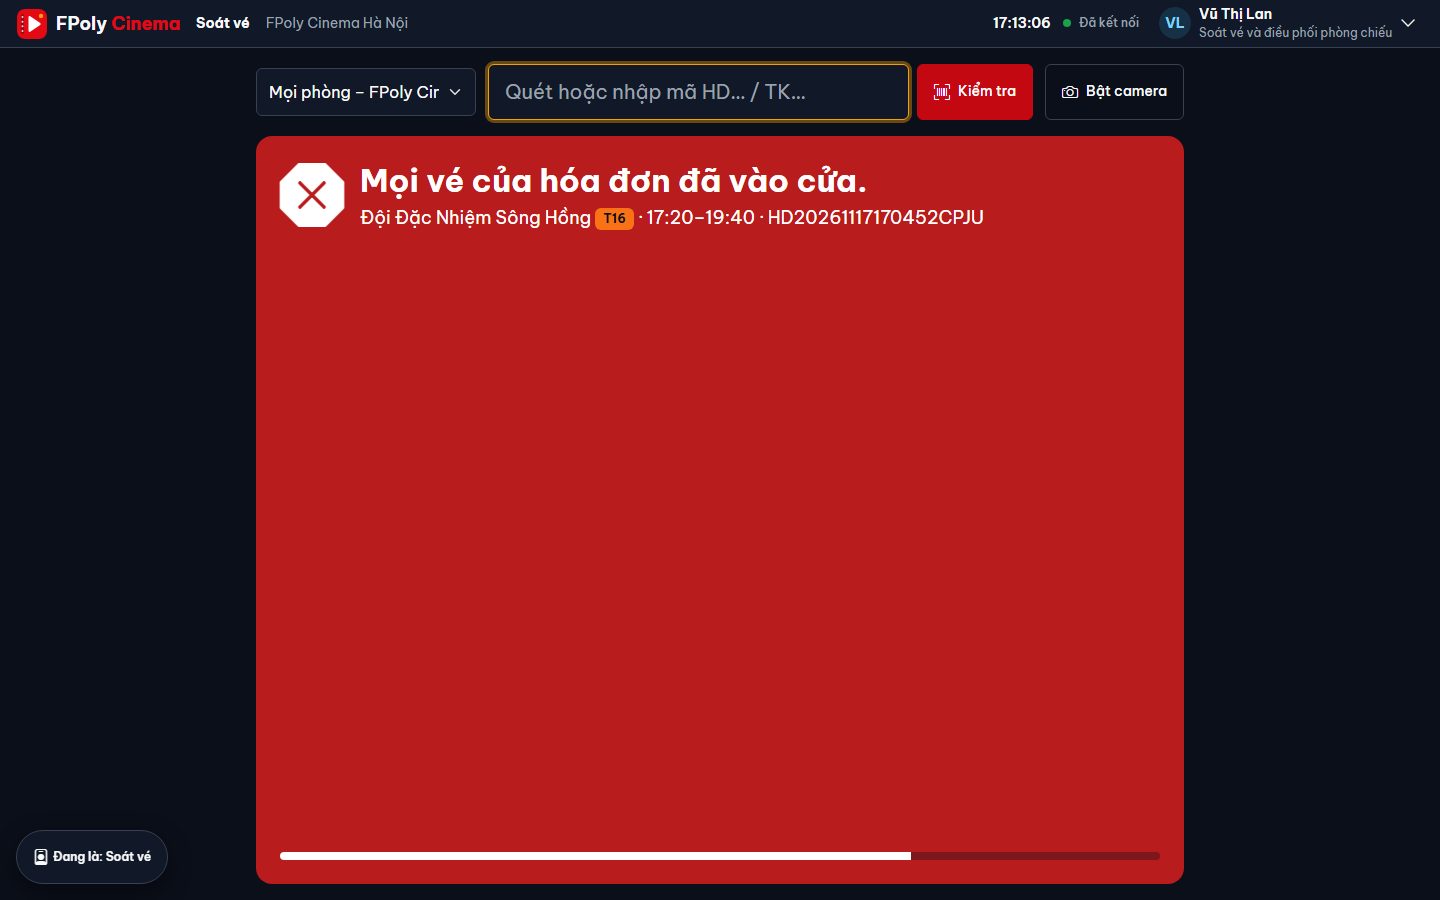 FPoly Cinema Soát vé FPoly Cinema Hà Nội 17:13:06 Đã kết nối VL Vũ Thị Lan
Soát vé và điều phối phòng chiếu
Mọi phòng – FPoly Cir Quét hoặc nhập mã HD... / TK... Kiểm tra Bật camera
Mọi vé của hóa đơn đã vào cửa.
Đội Đặc Nhiệm Sông Hồng T16 · 17:20–19:40 · HD20261117170452CPJU
Đang là: Soát vé